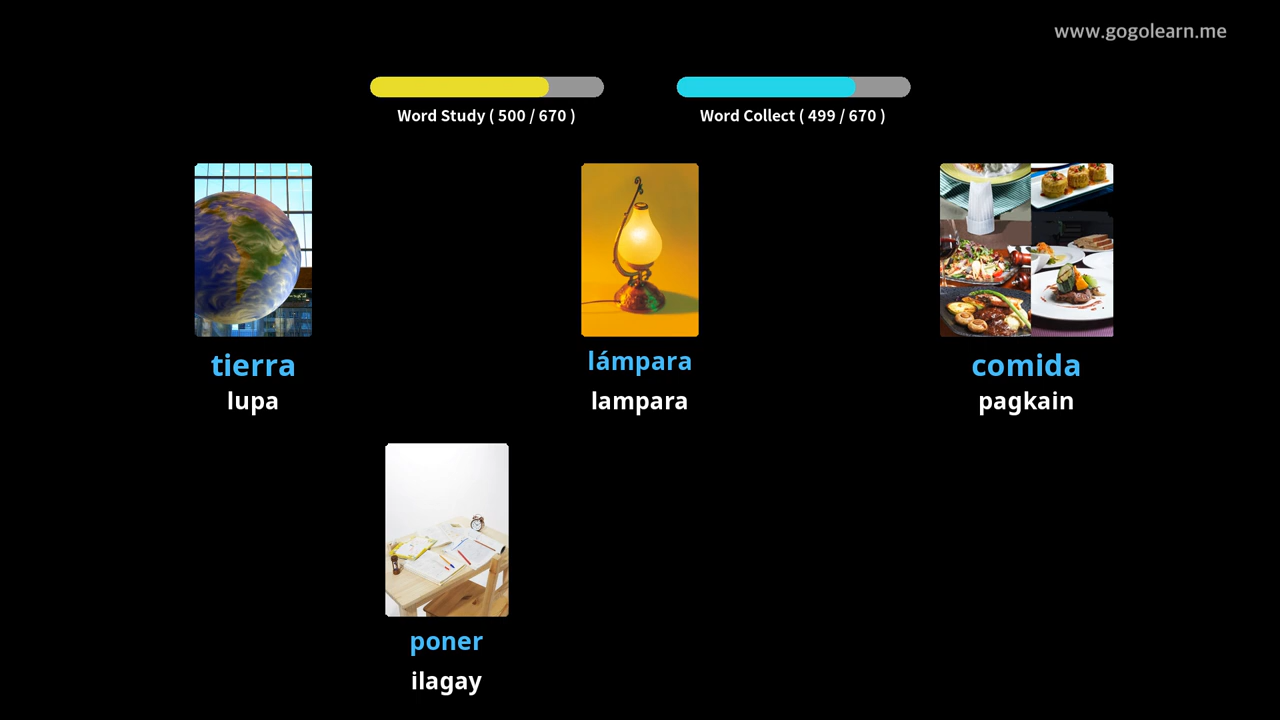 www.gogolearn.me
Word Study ( 500 / 670 )
Word Collect ( 499 / 670 )
tierra
lupa
lámpara
lampara
comida
pagkain
poner
ilagay